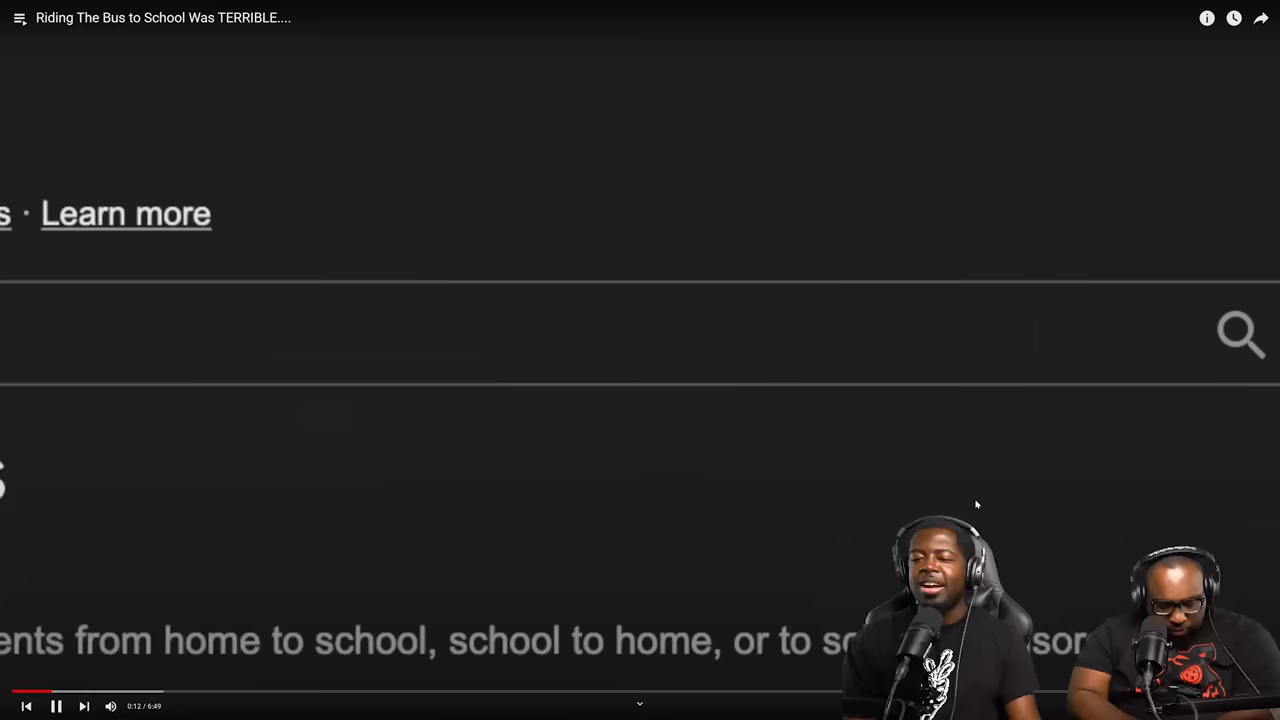 Riding The Bus to School Was TERRIBLE....
s · Learn more
s
ents from home to school, school to home, or to sc sor
0:12 / 6:49